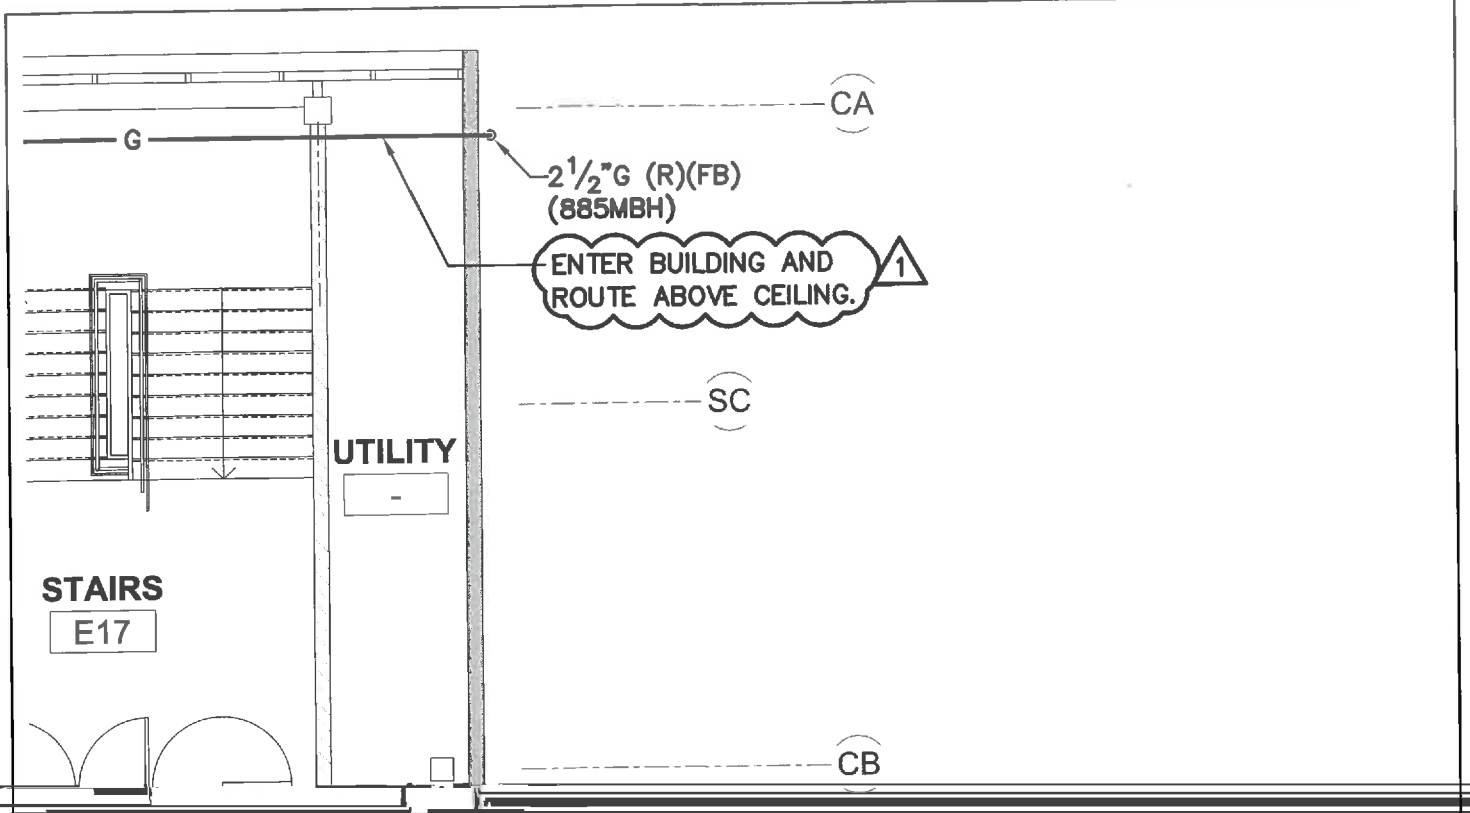 CA
G
2 1/2"G (R)(FB)
(885MBH)
ENTER BUILDING AND
ROUTE ABOVE CEILING.
1
SC
UTILITY
-
STAIRS
E17
CB